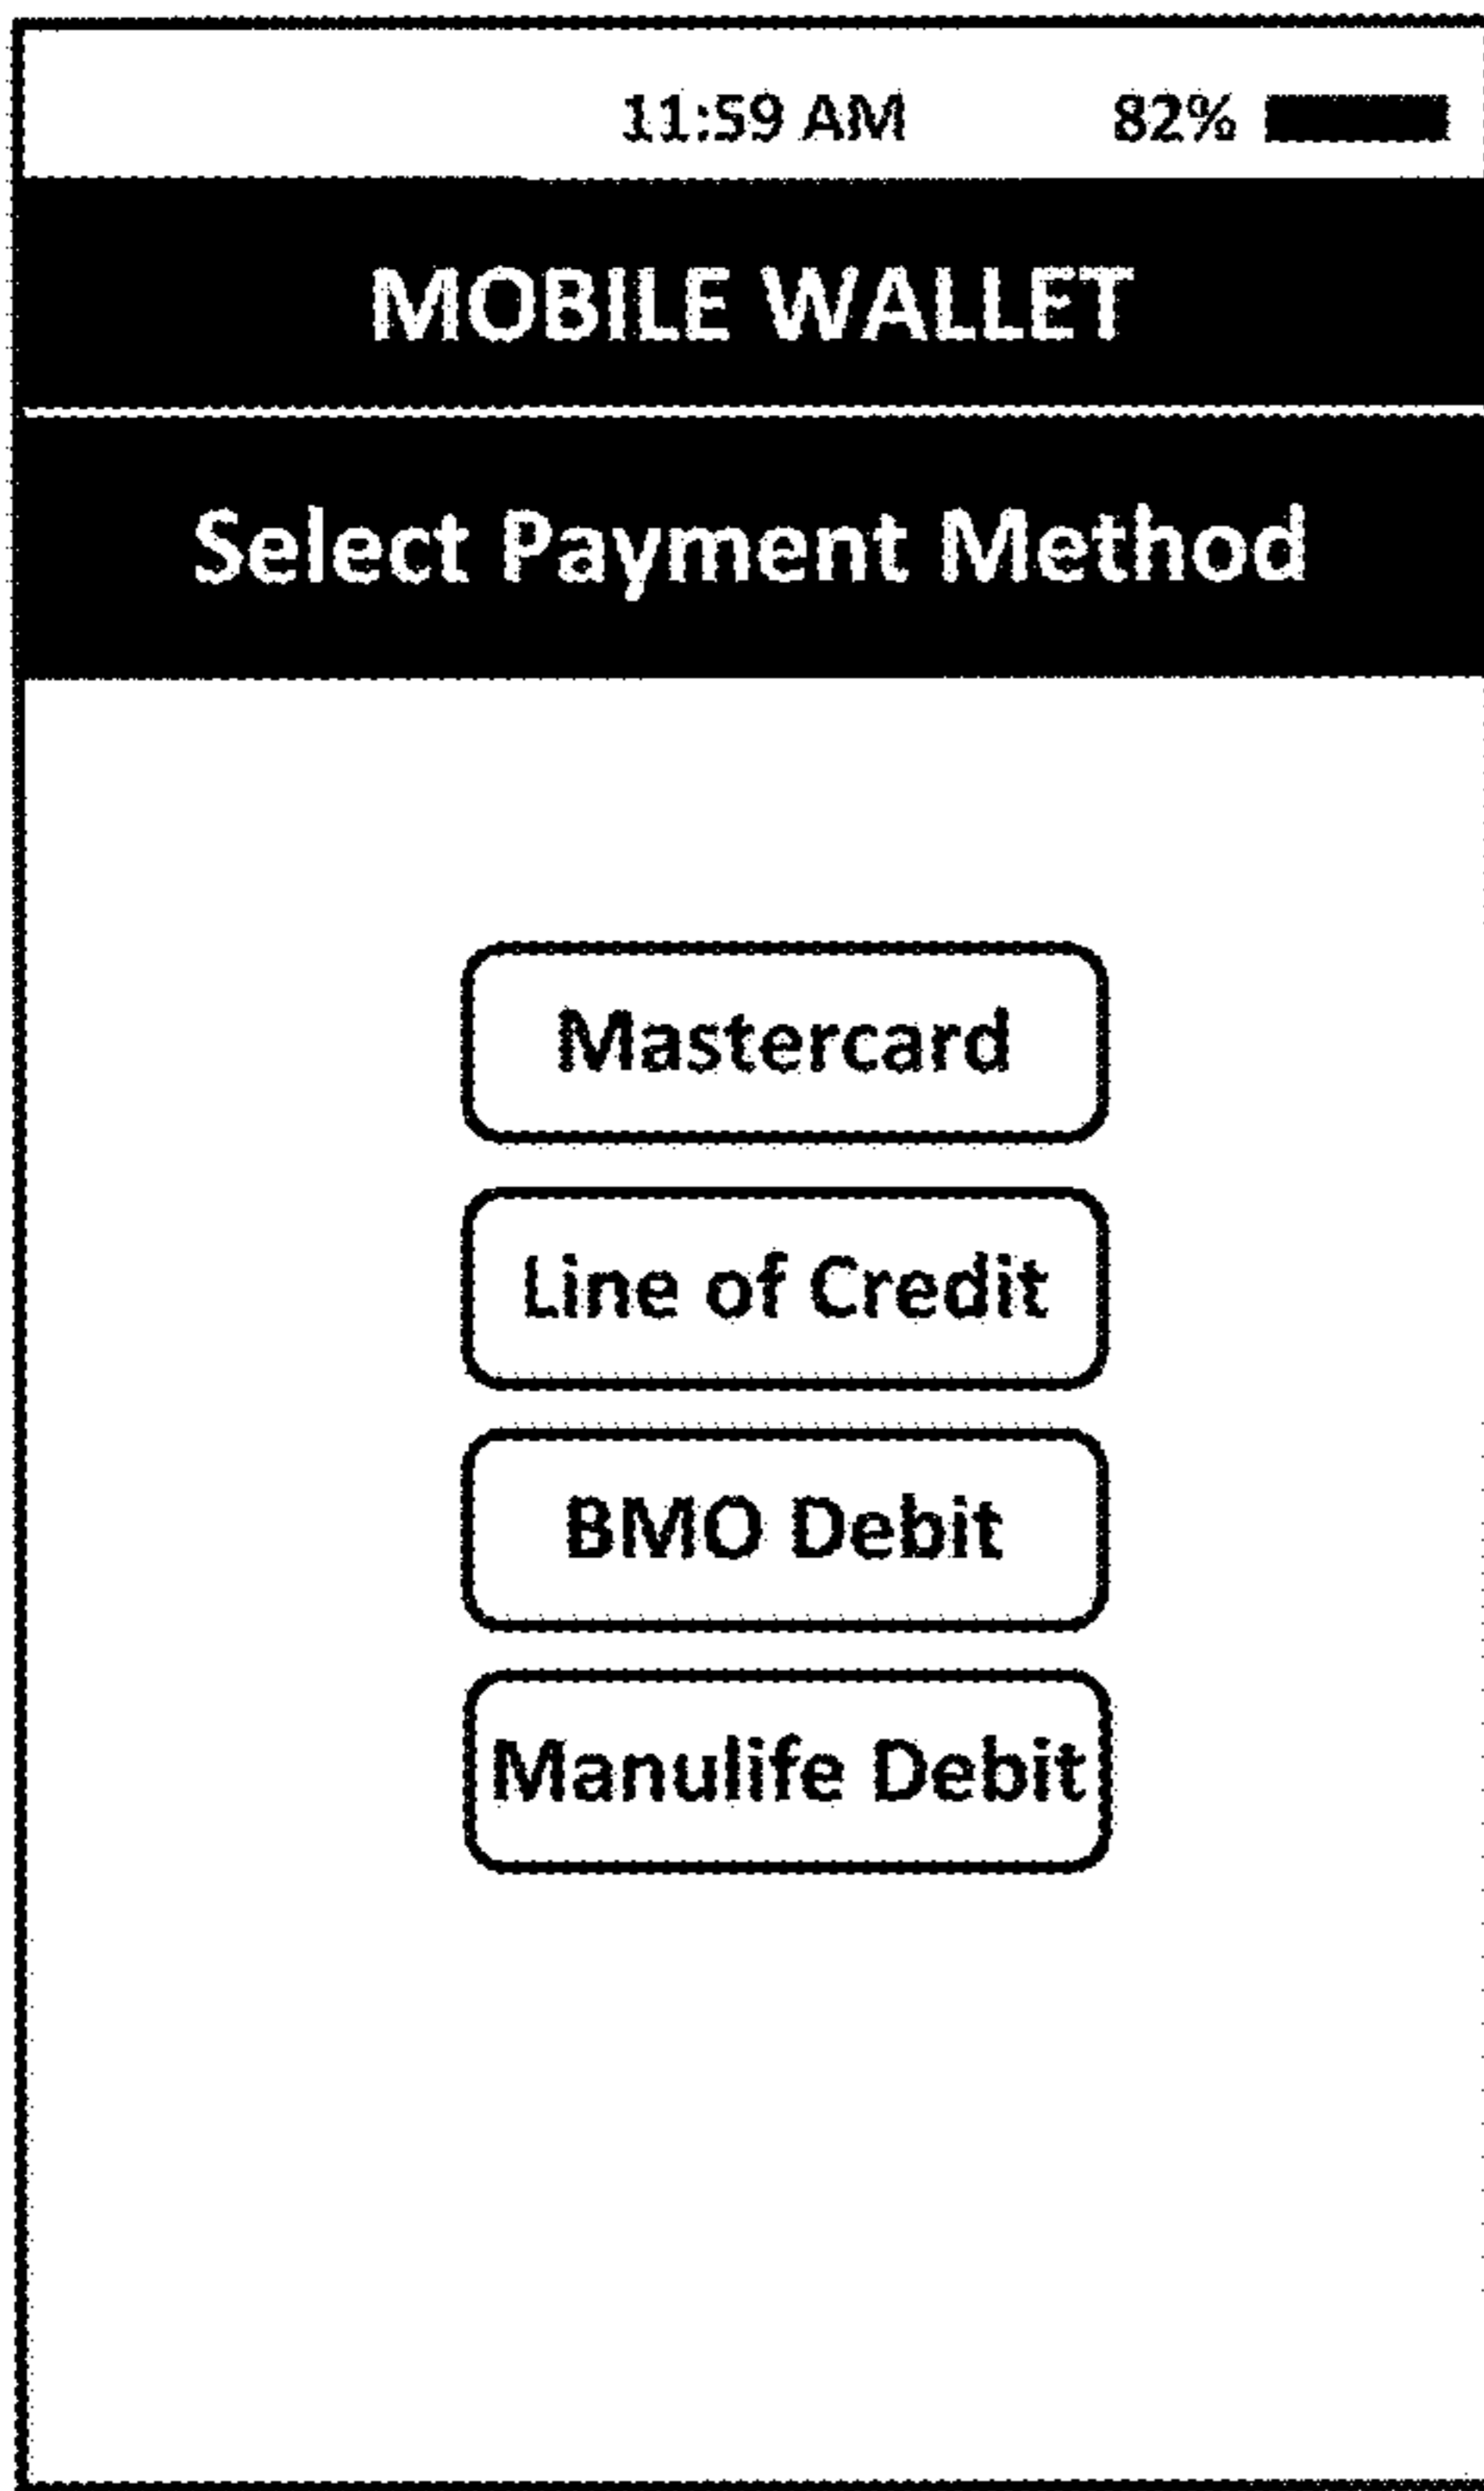 11:59 AM 82%
MOBILE WALLET
Select Payment Method
Mastercard
Line of Credit
BMO Debit
Manulife Debit